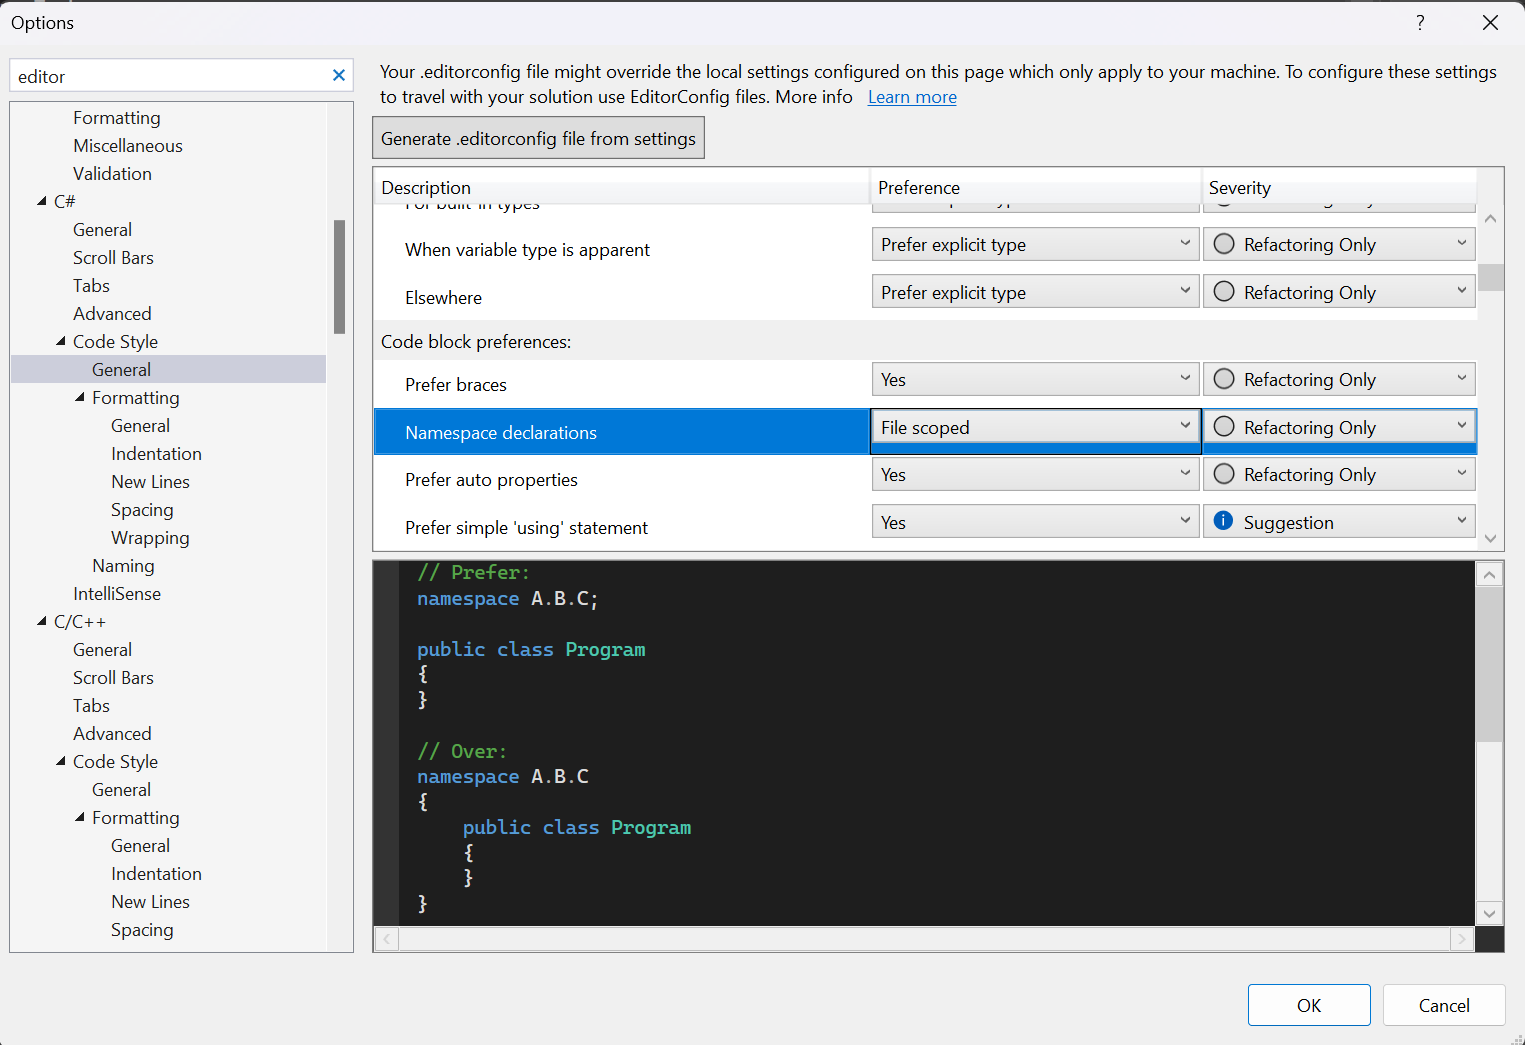 Options
?
editor
Your .editorconfig file might override the local settings configured on this page which only apply to your machine. To configure these settings
to travel with your solution use EditorConfig files. More info Learn more
Generate .editorconfig file from settings
Formatting
Miscellaneous
Validation
C#
General
Scroll Bars
Tabs
Advanced
Code Style
General
Formatting
General
Indentation
New Lines
Spacing
Wrapping
Naming
IntelliSense
C/C++
General
Scroll Bars
Tabs
Advanced
Code Style
General
Formatting
General
Indentation
New Lines
Spacing
Description Preference Severity
For built-in types
When variable type is apparent Prefer explicit type Refactoring Only
Elsewhere Prefer explicit type Refactoring Only
Code block preferences:
Prefer braces Yes Refactoring Only
Namespace declarations File scoped Refactoring Only
Prefer auto properties Yes Refactoring Only
Prefer simple 'using' statement Yes Suggestion
// Prefer:
namespace A.B.C;
public class Program
{
}
// Over:
namespace A.B.C
{
public class Program
{
}
}
OK Cancel